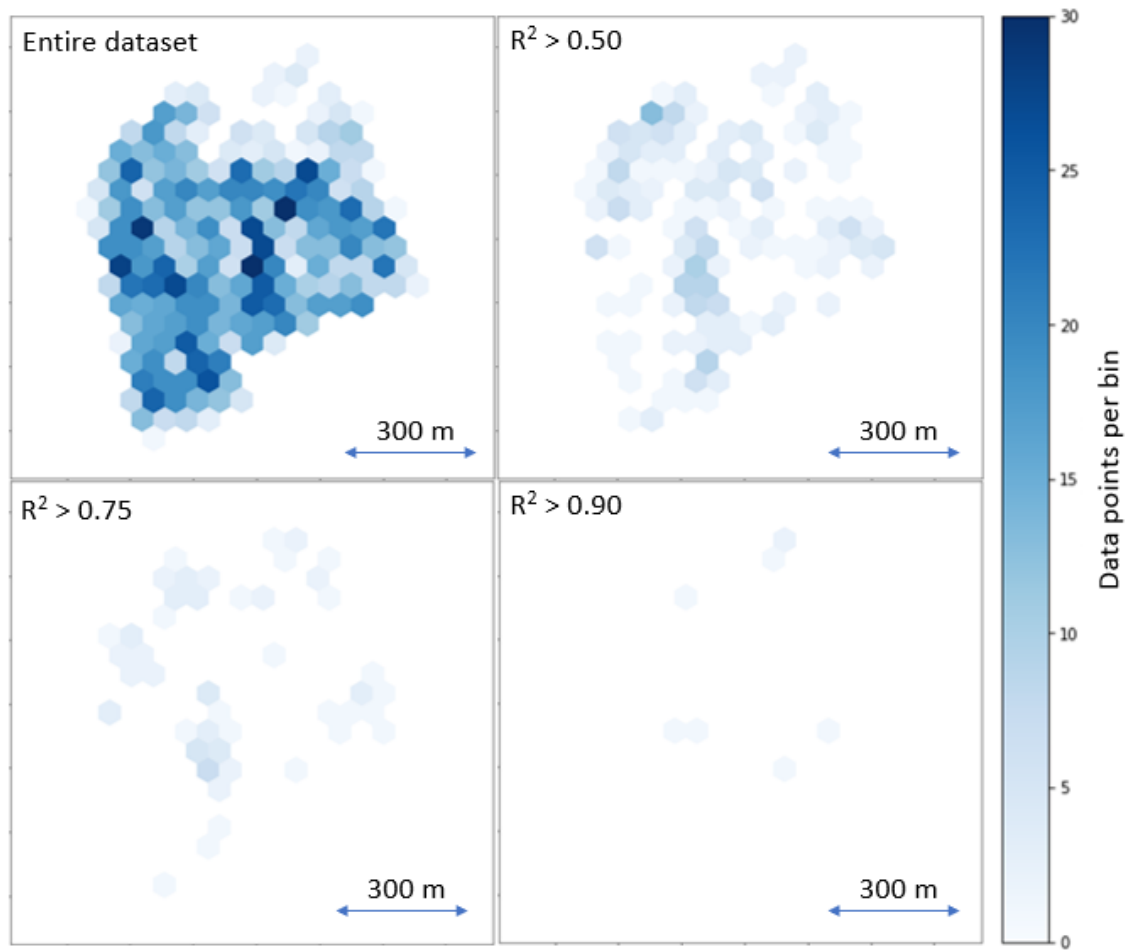 Entire dataset
R² > 0.50
300 m
300 m
R² > 0.75
R² > 0.90
300 m
300 m
30
25
20
15
10
5
0
Data points per bin